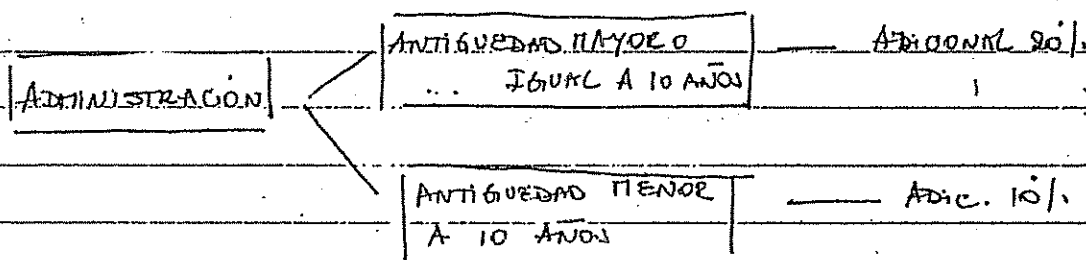 ANTIGUEDAD MAYOR O
ADICIONAL 20%
ADMINISTRACIÓN
... IGUAL A 10 AÑOS
ANTIGUEDAD MENOR
ADIC. 10%
A 10 AÑOS